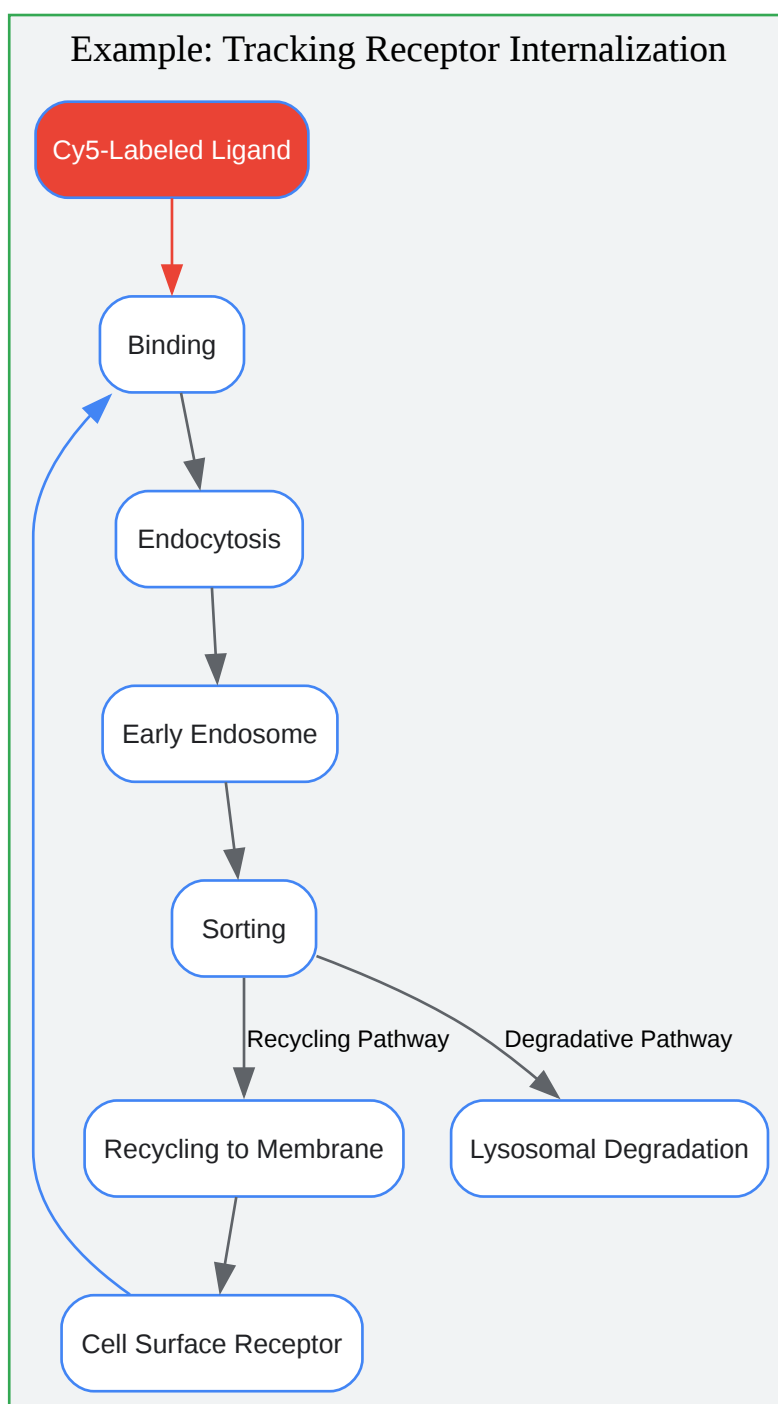 Example: Tracking Receptor Internalization
Cy5-Labeled Ligand
Binding
Endocytosis
Early Endosome
Sorting
Recycling Pathway
Degradative Pathway
Recycling to Membrane
Lysosomal Degradation
Cell Surface Receptor